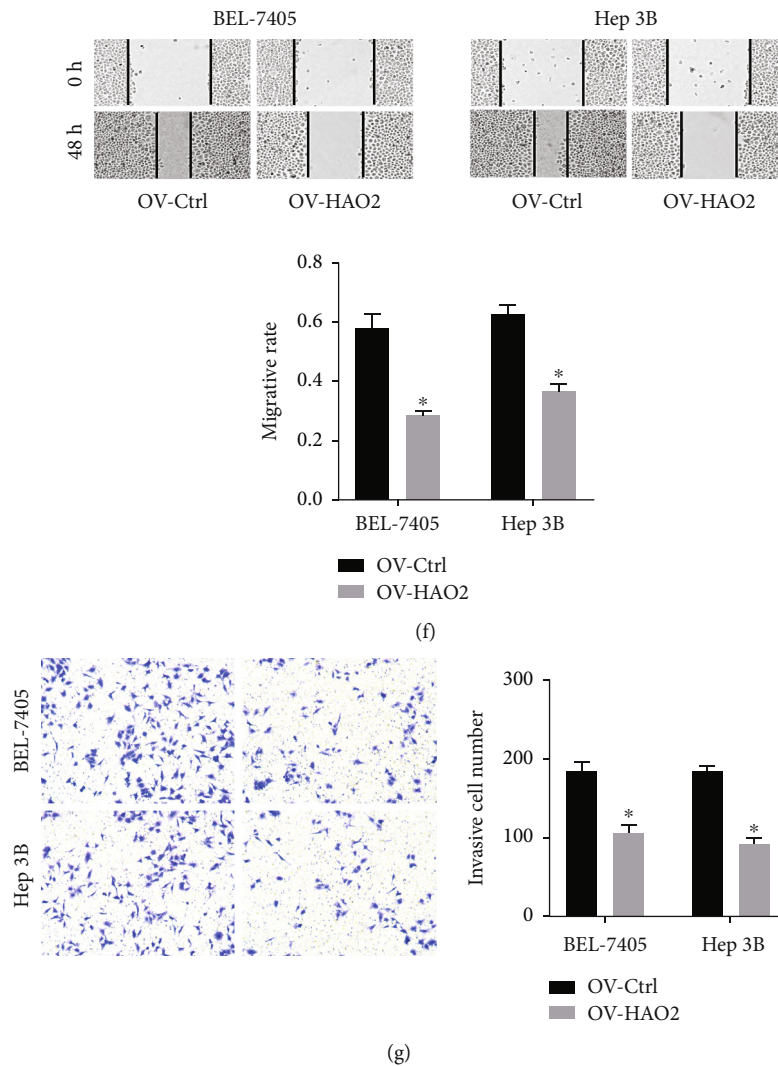 BEL-7405 Hep 3B
0 h
48 h
OV-Ctrl OV-HAO2 OV-Ctrl OV-HAO2
0.8
0.6
0.4
0.2
0.0
Migrative rate
* *
BEL-7405 Hep 3B
OV-Ctrl
OV-HAO2
(f)
BEL-7405
Hep 3B
300
200
100
0
Invasive cell number
* *
BEL-7405 Hep 3B
OV-Ctrl
OV-HAO2
(g)